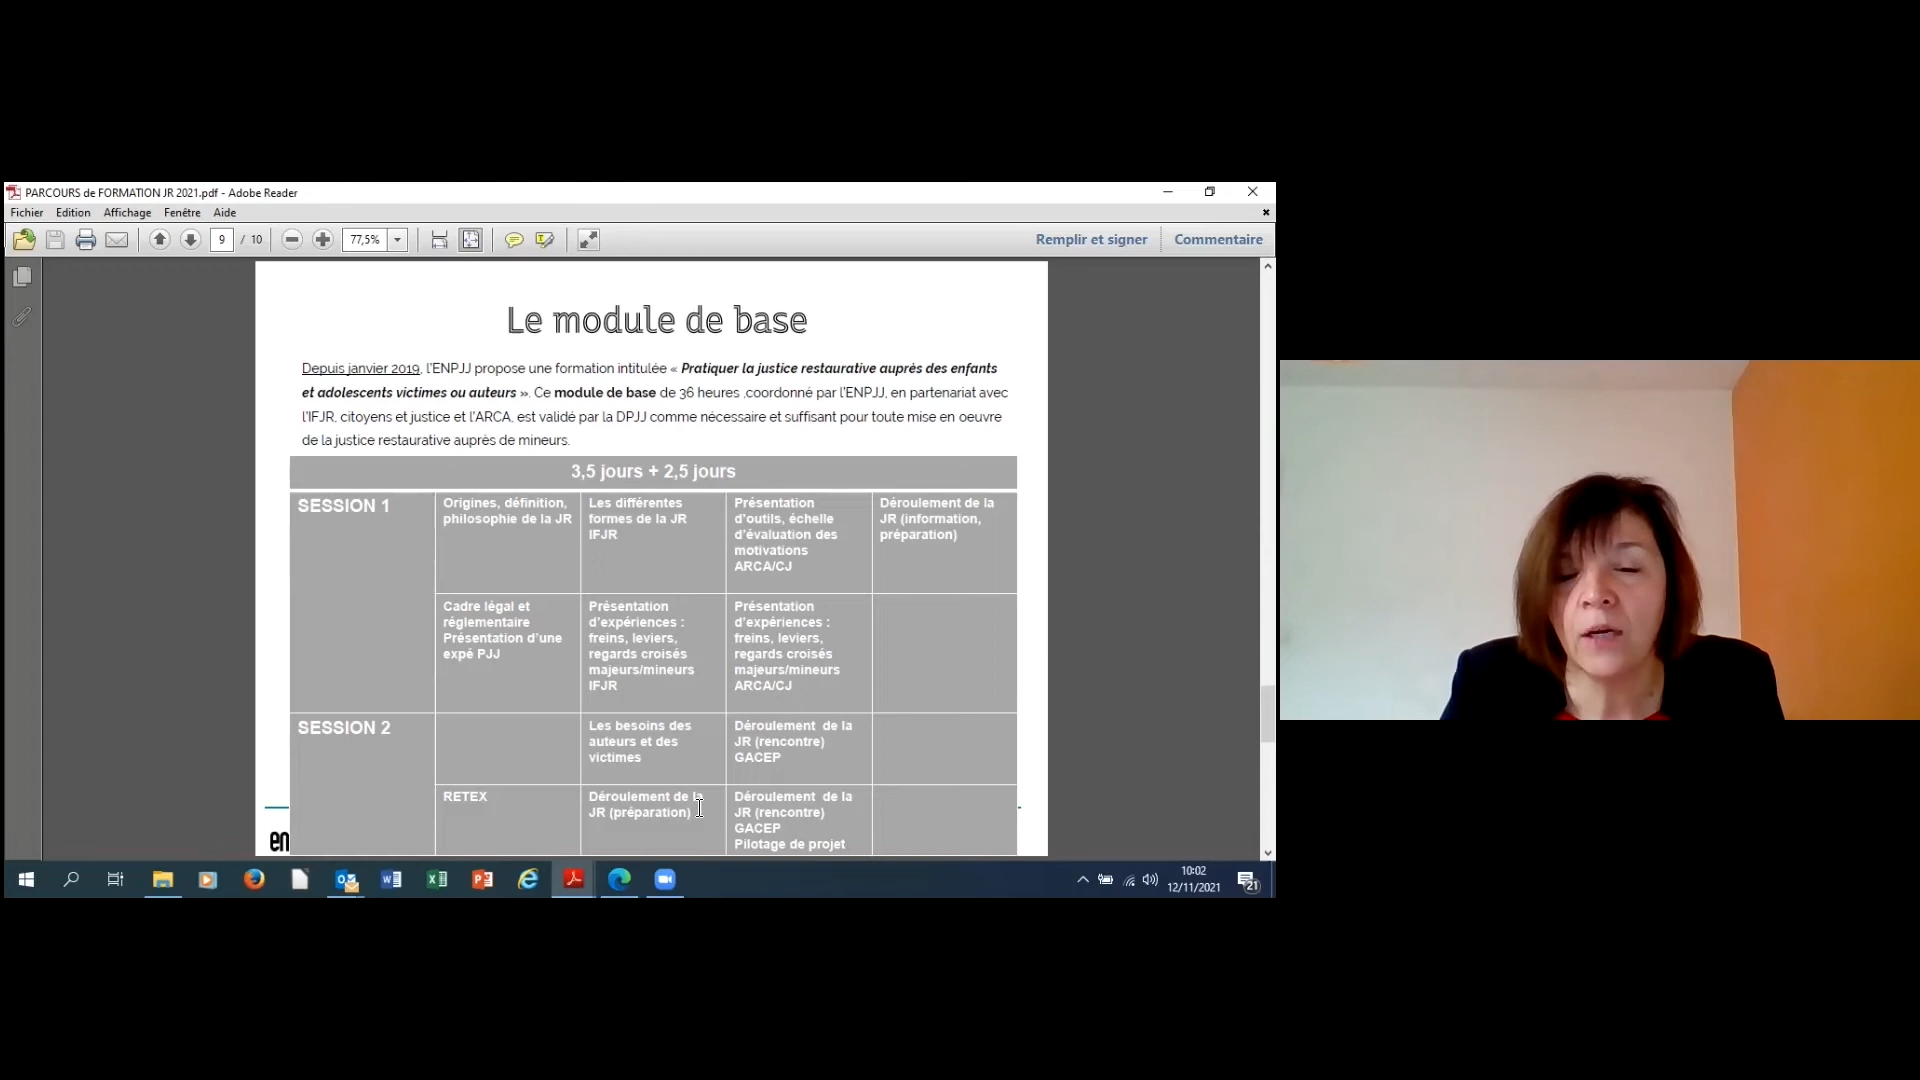 PARCOURS de FORMATION JR 2021.pdf - Adobe Reader
Fichier Edition Affichage Fenêtre Aide
9 / 10 77,5% Remplir et signer Commentaire
Le module de base
Depuis janvier 2019, l'ENPJJ propose une formation intitulée « Pratiquer la justice restaurative auprès des enfants
et adolescents victimes ou auteurs ». Ce module de base de 36 heures ,coordonné par l'ENPJJ, en partenariat avec
l'IFJR, citoyens et justice et l'ARCA, est validé par la DPJJ comme nécessaire et suffisant pour toute mise en oeuvre
de la justice restaurative auprès de mineurs.
3,5 jours + 2,5 jours
SESSION 1
Origines, définition,
philosophie de la JR
Les différentes
formes de la JR
IFJR
Présentation
d'outils, échelle
d'évaluation des
motivations
ARCA/CJ
Déroulement de la
JR (information,
préparation)
Cadre légal et
réglementaire
Présentation d'une
expé PJJ
Présentation
d'expériences :
freins, leviers,
regards croisés
majeurs/mineurs
IFJR
Présentation
d'expériences :
freins, leviers,
regards croisés
majeurs/mineurs
ARCA/CJ
SESSION 2
Les besoins des
auteurs et des
victimes
Déroulement de la
JR (rencontre)
GACEP
RETEX
Déroulement de la
JR (préparation)
Déroulement de la
JR (rencontre)
GACEP
Pilotage de projet
en
10:02
12/11/2021
21